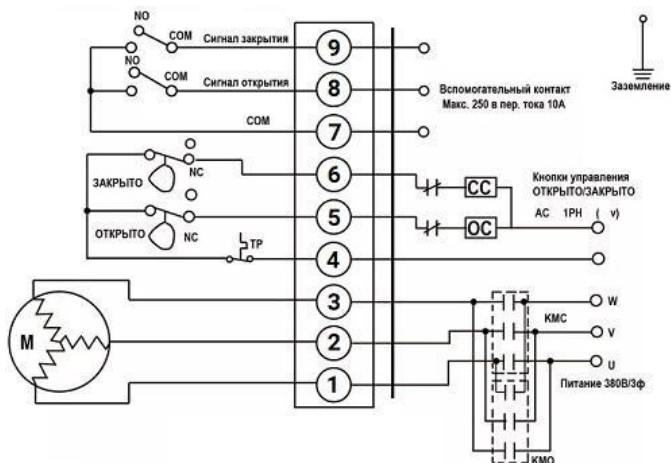 NO
COM
Сигнал закрытия
9
NO
COM
Сигнал открытия
8
Вспомогательный контакт
Макс. 250 в пер. тока 10А
Заземление
COM
7
ЗАКРЫТО
NC
6
CC
Кнопки управления
ОТКРЫТО/ЗАКРЫТО
AC 1PH ( v)
ОТКРЫТО
NC
5
OC
TP
4
3
W
KMC
M
2
V
1
U
Питание 380В/3ф
KMO